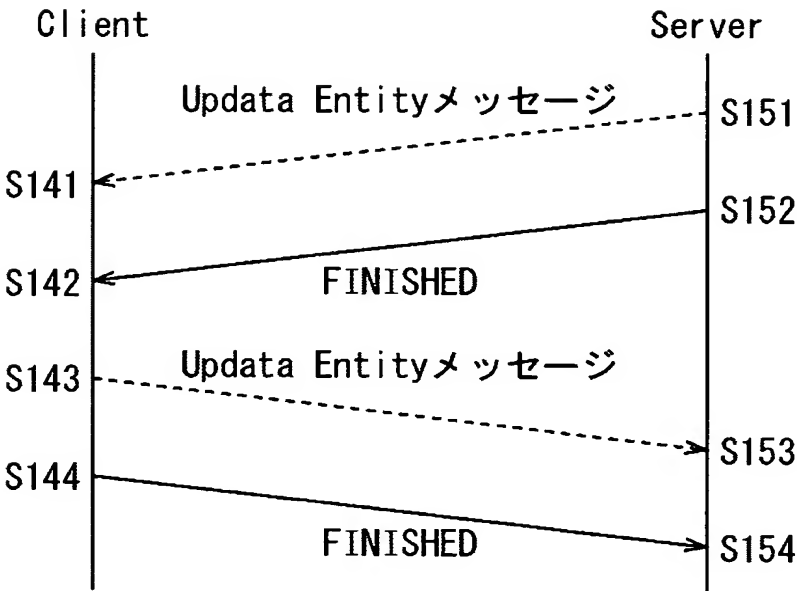 Client
Server
Updata Entityメッセージ
S151
S141
S152
S142
FINISHED
Updata Entityメッセージ
S143
S153
S144
FINISHED
S154